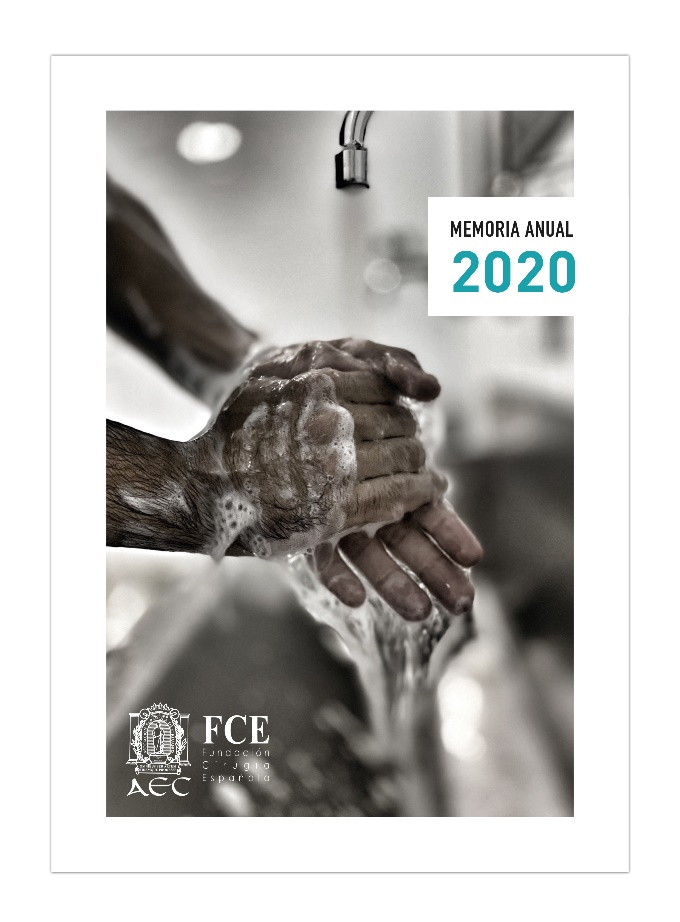 MEMORIA ANUAL
2020
AEC
FCE
Fundación
Cirugía
Española